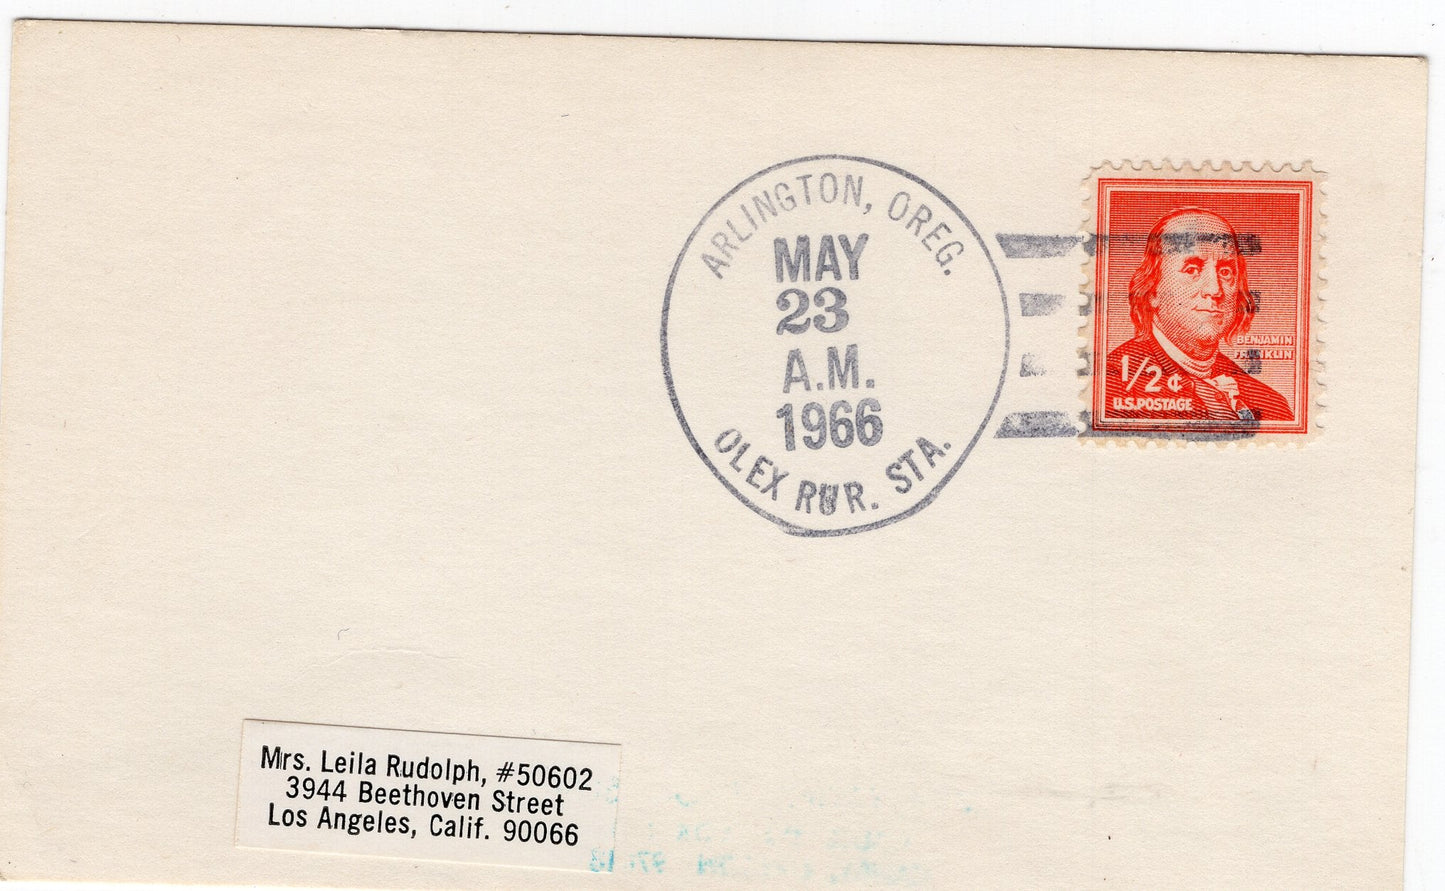 ARLINGTON, OREG.
MAY
23
A.M.
1966
OLEX RUR. STA.
BENJAMIN
FRANKLIN
1/2 ¢
U.S. POSTAGE
Mrs. Leila Rudolph, #50602
3944 Beethoven Street
Los Angeles, Calif. 90066